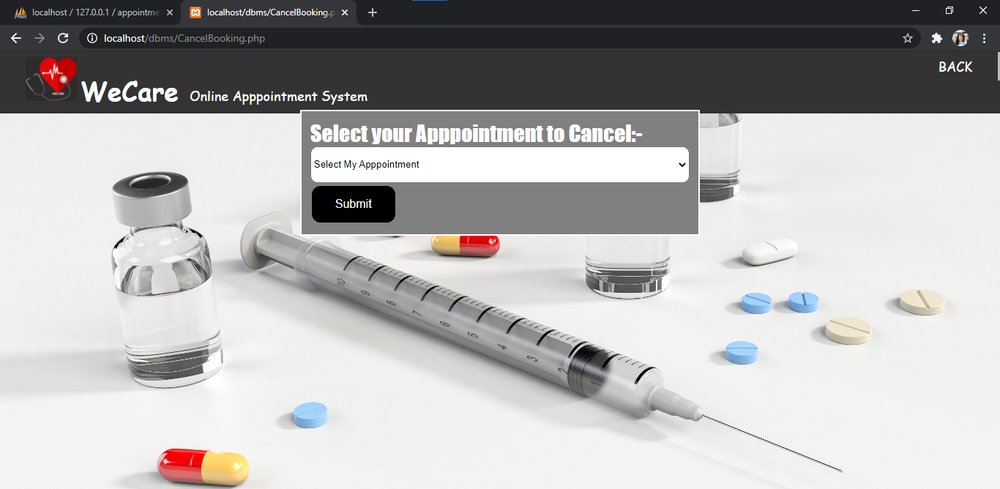 localhost / 127.0.0.1 / appointme
localhost/dbms/CancelBooking.p
localhost/dbms/CancelBooking.php
BACK
WeCare Online Apppointment System
Select your Apppointment to Cancel:-
Select My Apppointment
Submit
10
9
8
7
6
5
4
3
2
1